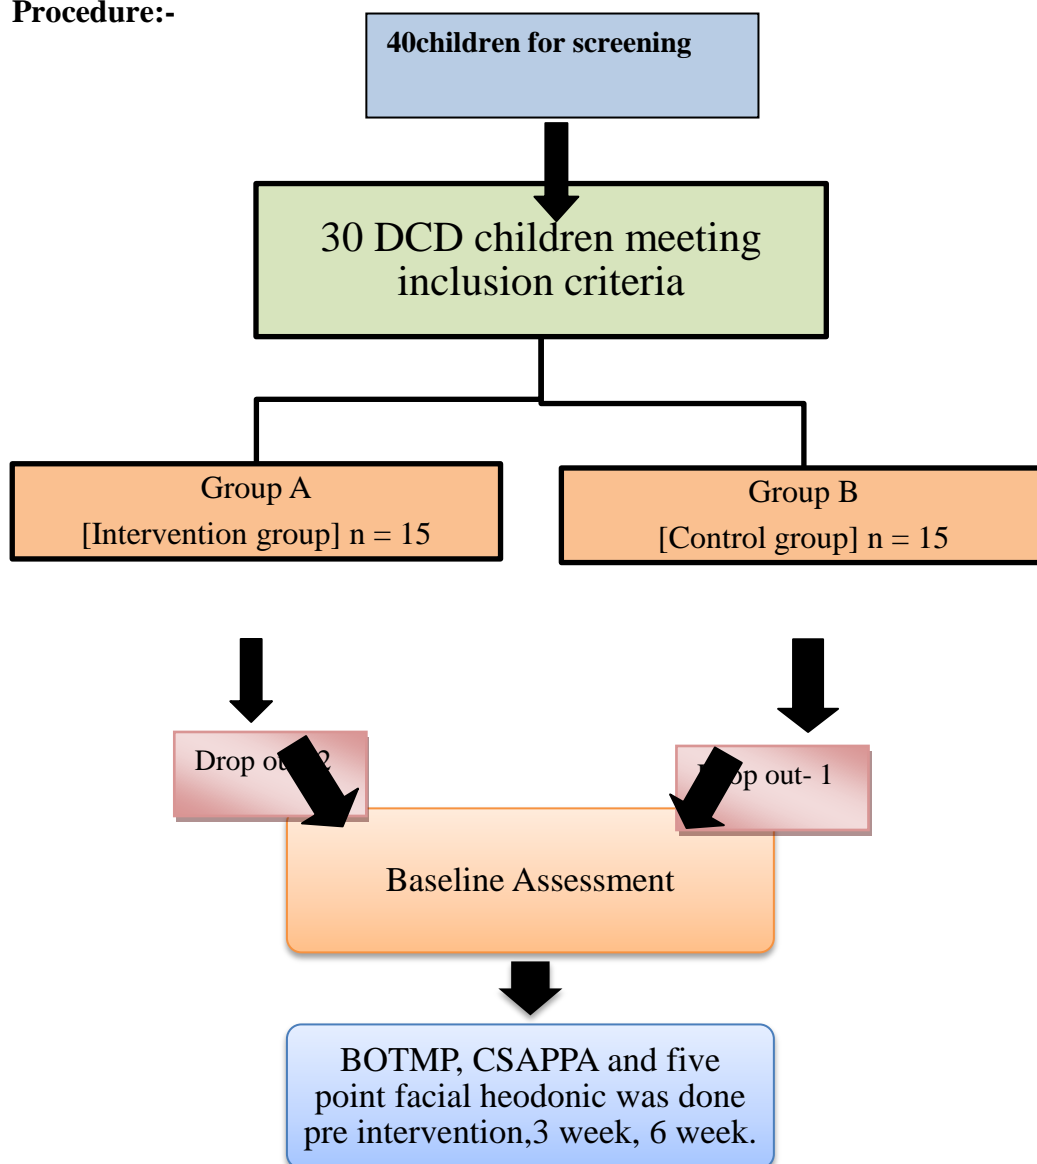 Procedure:-
40children for screening
30 DCD children meeting
inclusion criteria
Group A
[Intervention group] n = 15
Group B
[Control group] n = 15
Drop 2
out- 1
Baseline Assessment
BOTMP, CSAPPA and five
point facial heodonic was done
pre intervention,3 week, 6 week.